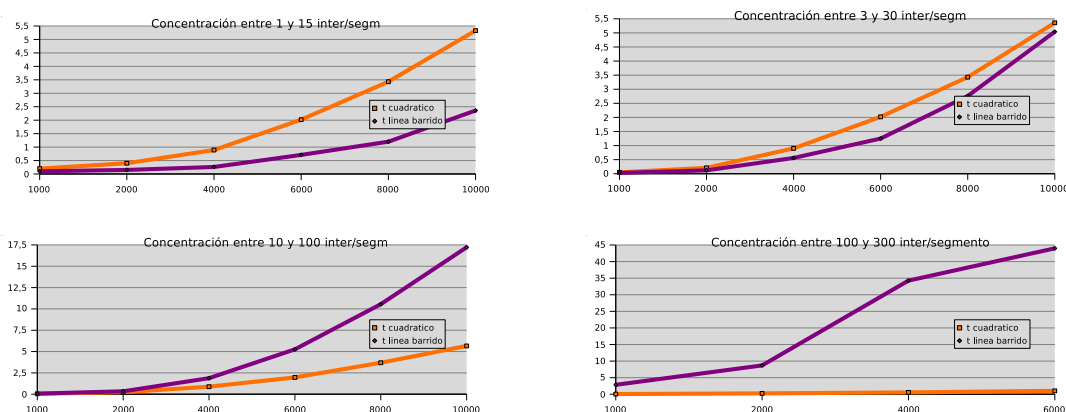 Concentración entre 1 y 15 inter/segm
5,5
5
4,5
4
3,5
3
2,5
2
1,5
1
0,5
0
t cuadratico
t linea barrido
1000 2000 4000 6000 8000 10000
Concentración entre 3 y 30 inter/segm
5,5
5
4,5
4
3,5
3
2,5
2
1,5
1
0,5
0
t cuadratico
t linea barrido
1000 2000 4000 6000 8000 10000
Concentración entre 10 y 100 inter/segm
17,5
15
12,5
10
7,5
5
2,5
0
t cuadratico
t linea barrido
1000 2000 4000 6000 8000 10000
Concentración entre 100 y 300 inter/segmento
45
40
35
30
25
20
15
10
5
0
t cuadratico
t linea barrido
1000 2000 4000 6000